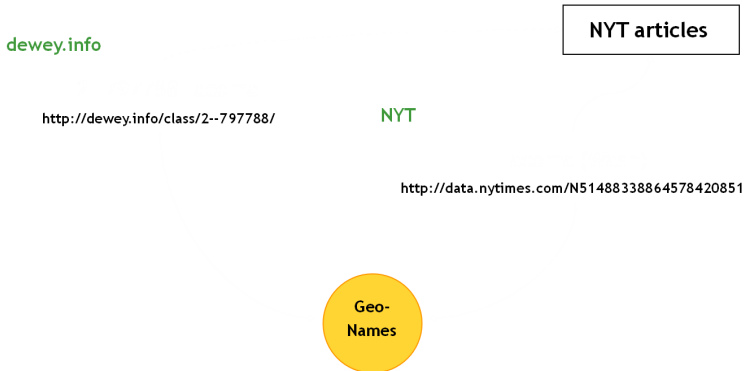 NYT articles
dewey.info
http://dewey.info/class/2--797788/
NYT
http://data.nytimes.com/N51488338864578420851
Geo-
Names